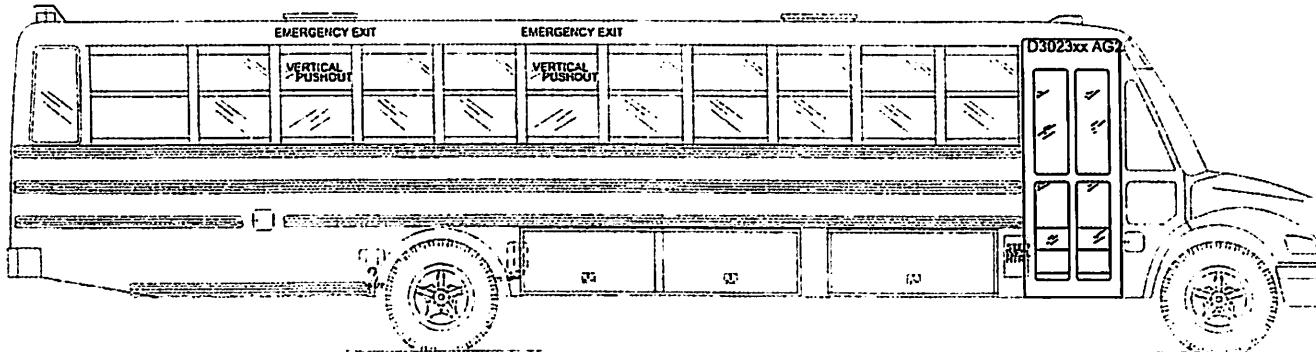 EMERGENCY EXIT
EMERGENCY EXIT
D3023xx AG2
VERTICAL
PUSHOUT
VERTICAL
PUSHOUT